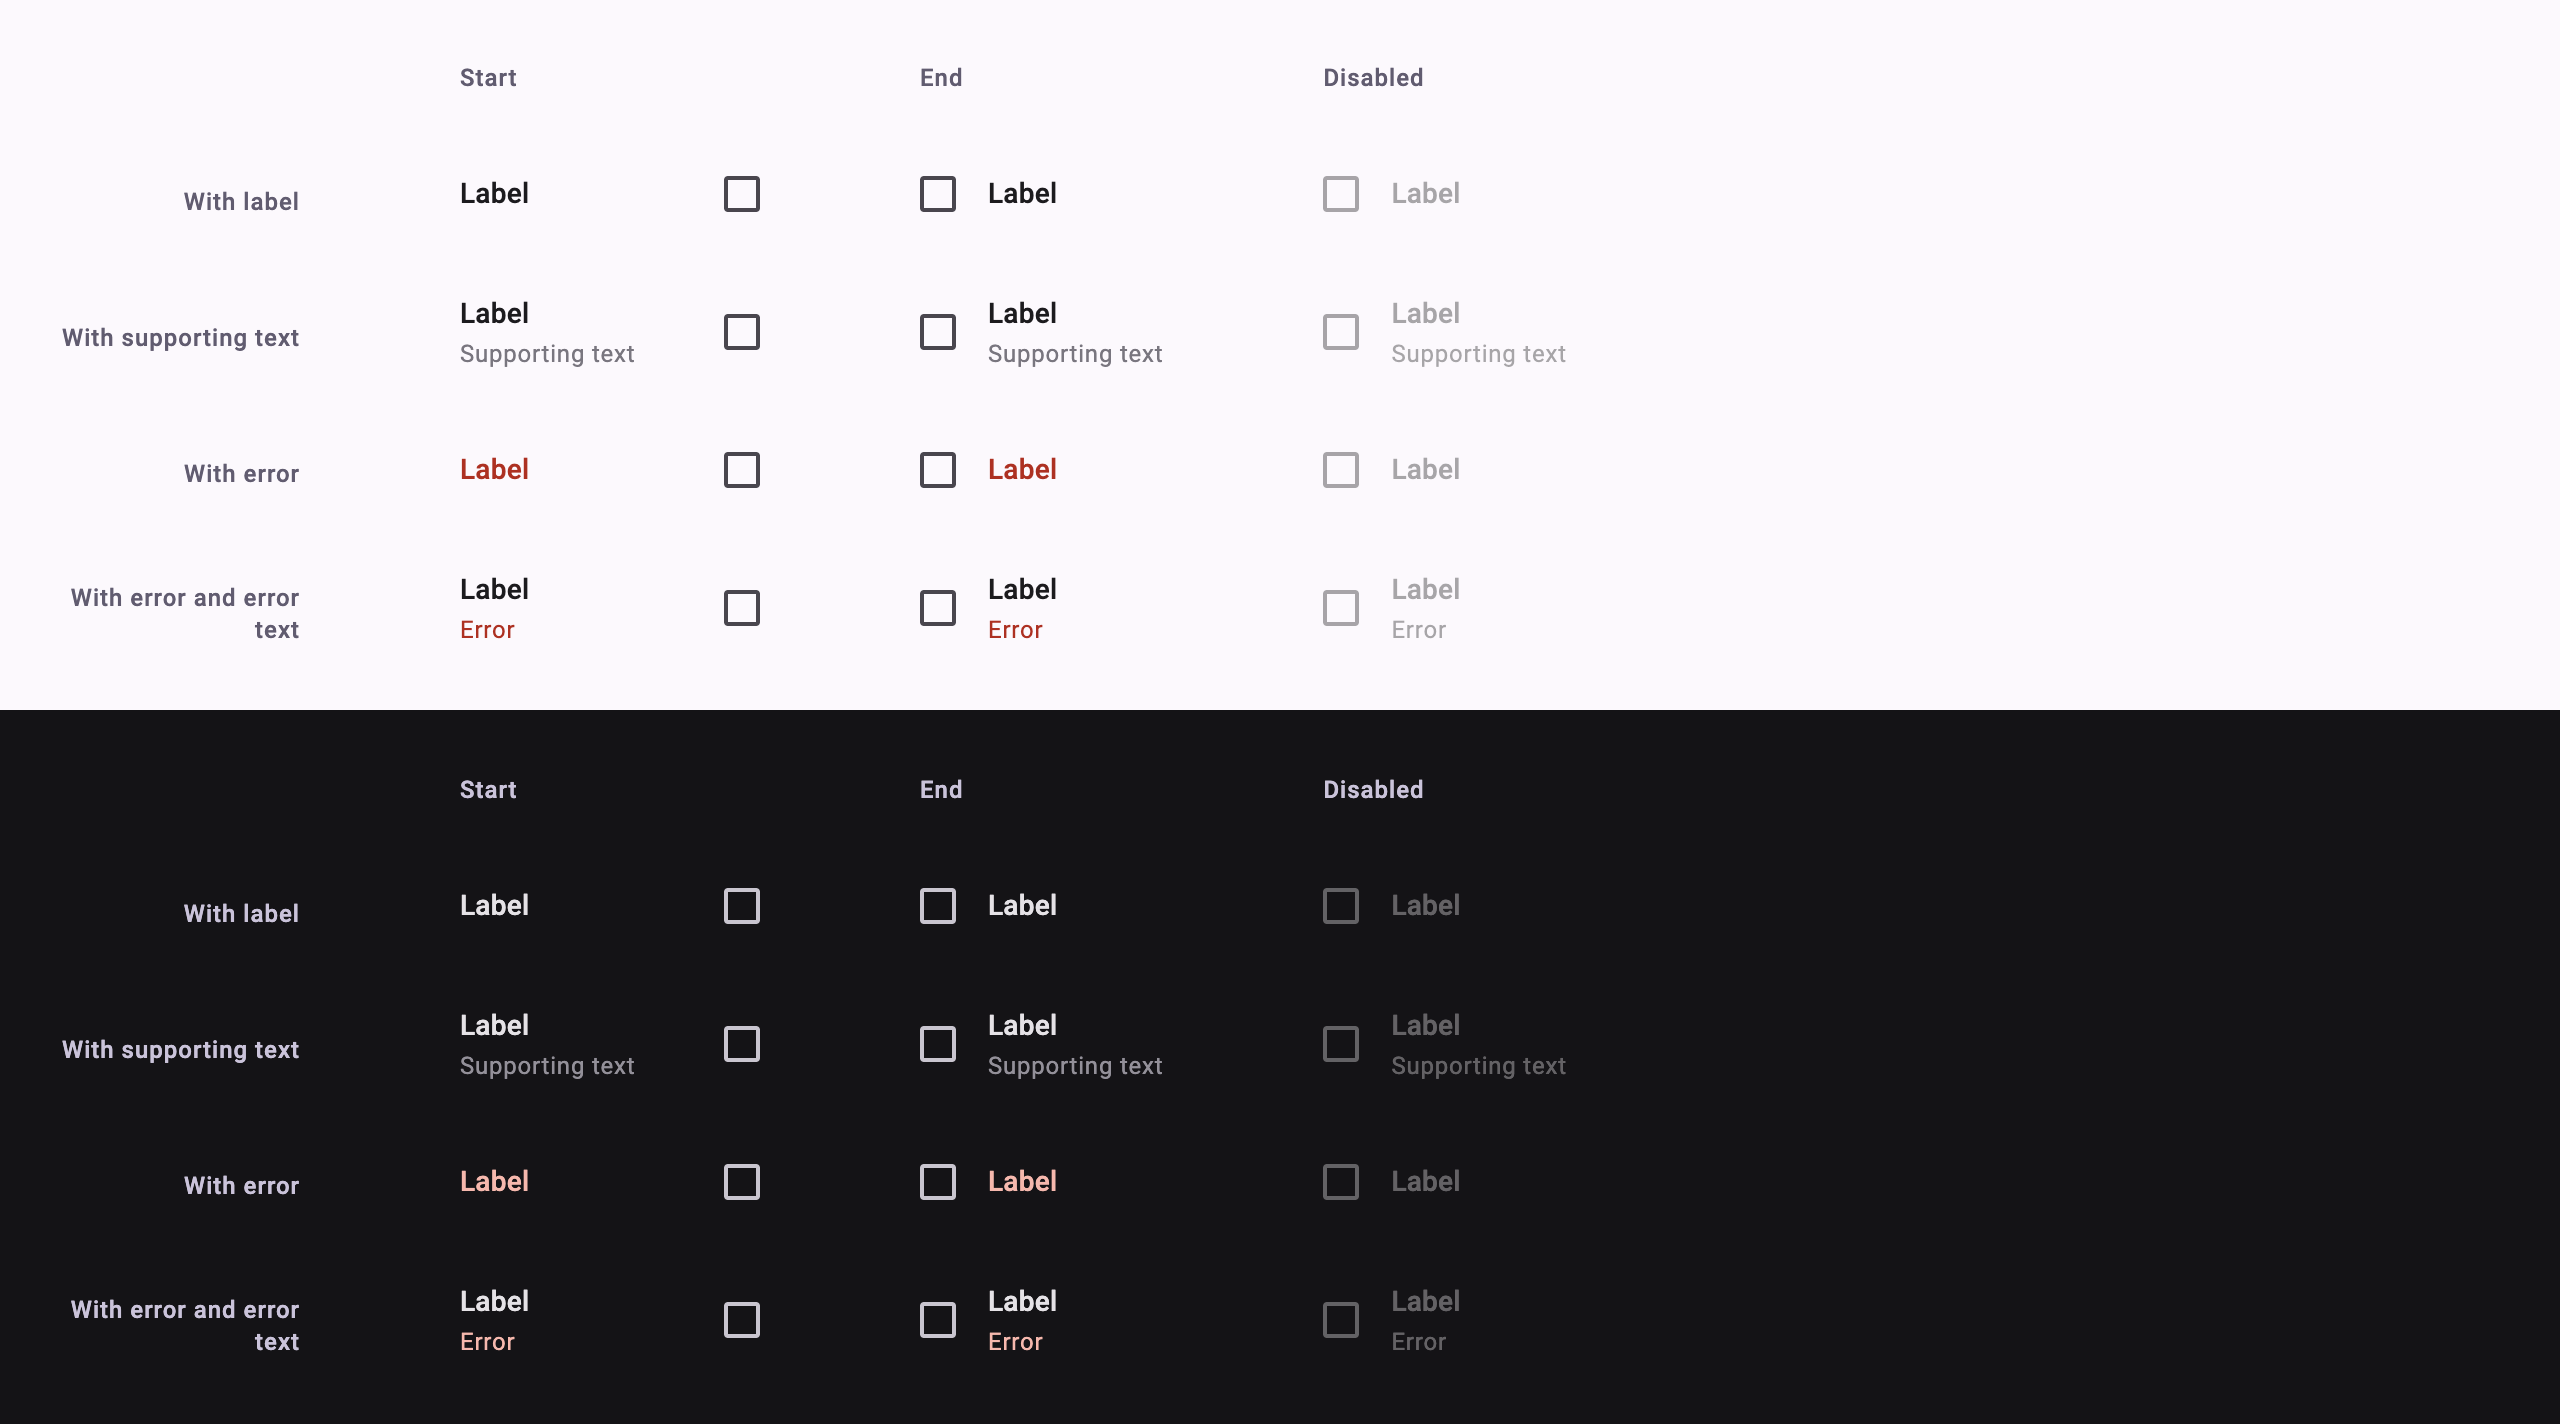 Start End Disabled
With label Label Label Label
Label Label Label
With supporting text
Supporting text Supporting text Supporting text
With error Label Label Label
Label Label Label
With error and error
text
Error Error Error
Start End Disabled
With label Label Label Label
Label Label Label
With supporting text
Supporting text Supporting text Supporting text
With error Label Label Label
Label Label Label
With error and error
text
Error Error Error